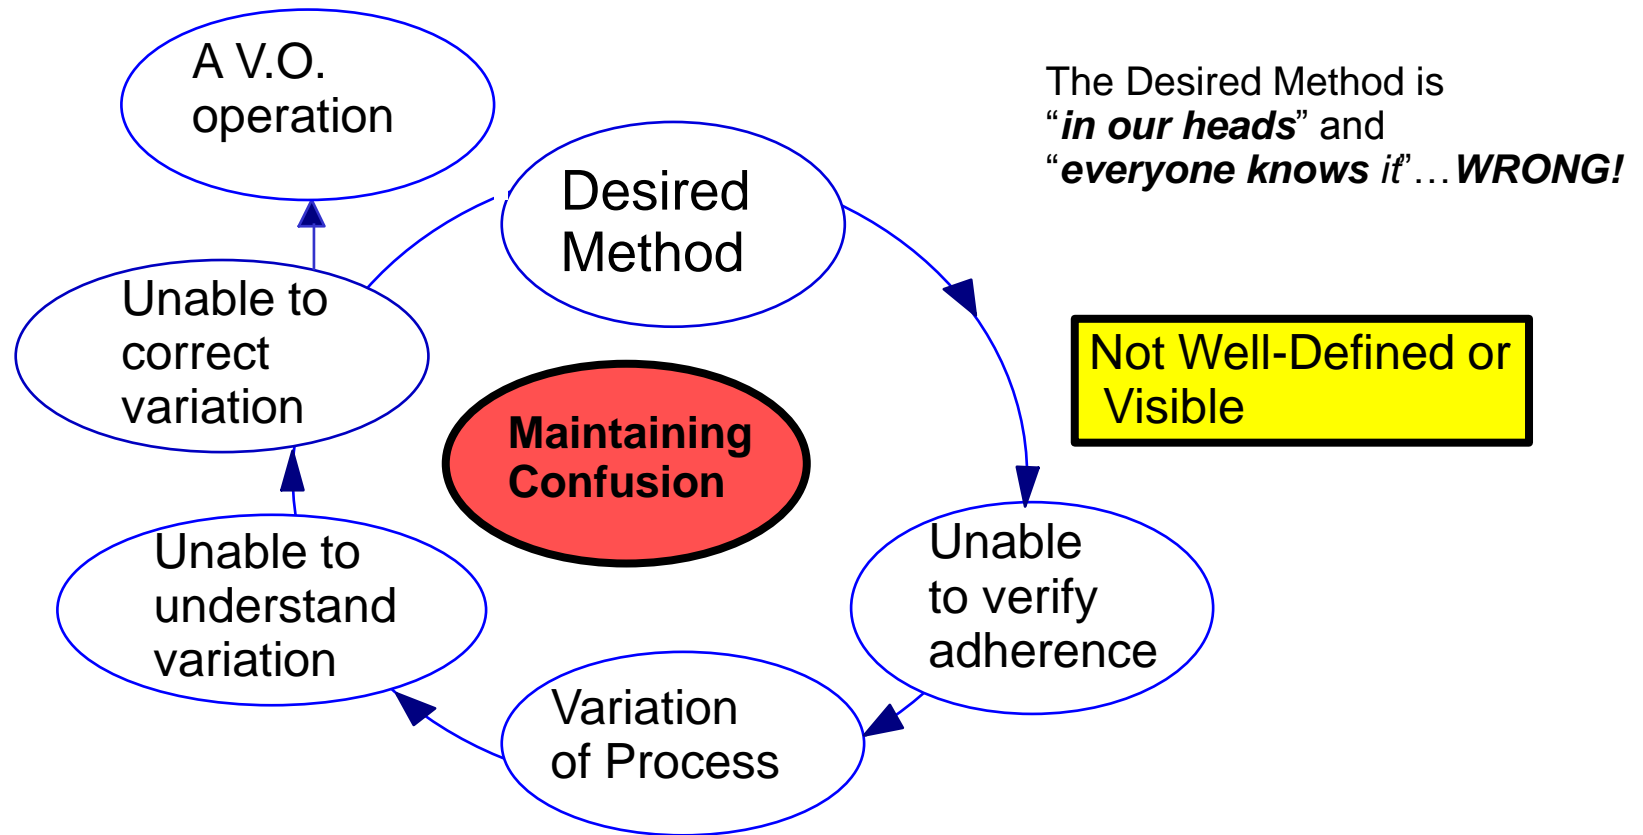 A V.O.
operation
The Desired Method is
“in our heads” and
“everyone knows it”…WRONG!
Desired
Method
Unable to
correct
variation
Not Well-Defined or
Visible
Maintaining
Confusion
Unable to
understand
variation
Unable
to verify
adherence
Variation
of Process